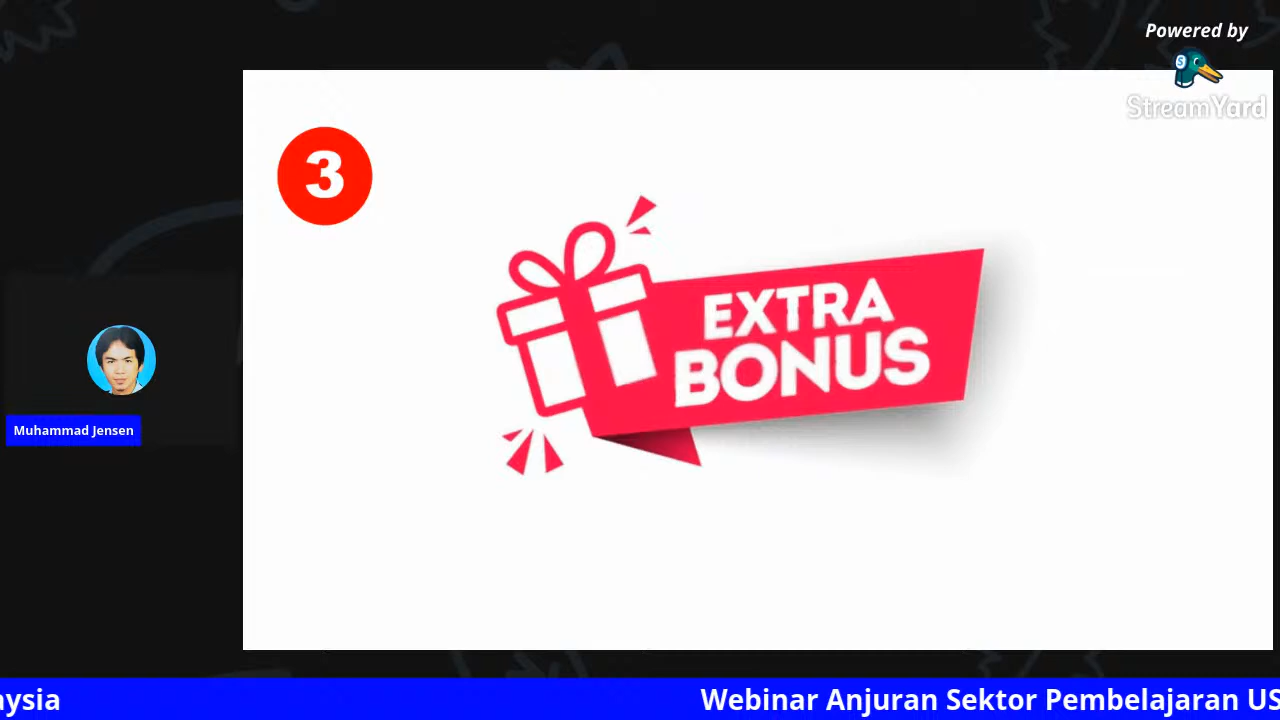 Powered by
StreamYard
3
EXTRA
BONUS
Muhammad Jensen
aysia
Webinar Anjuran Sektor Pembelajaran US